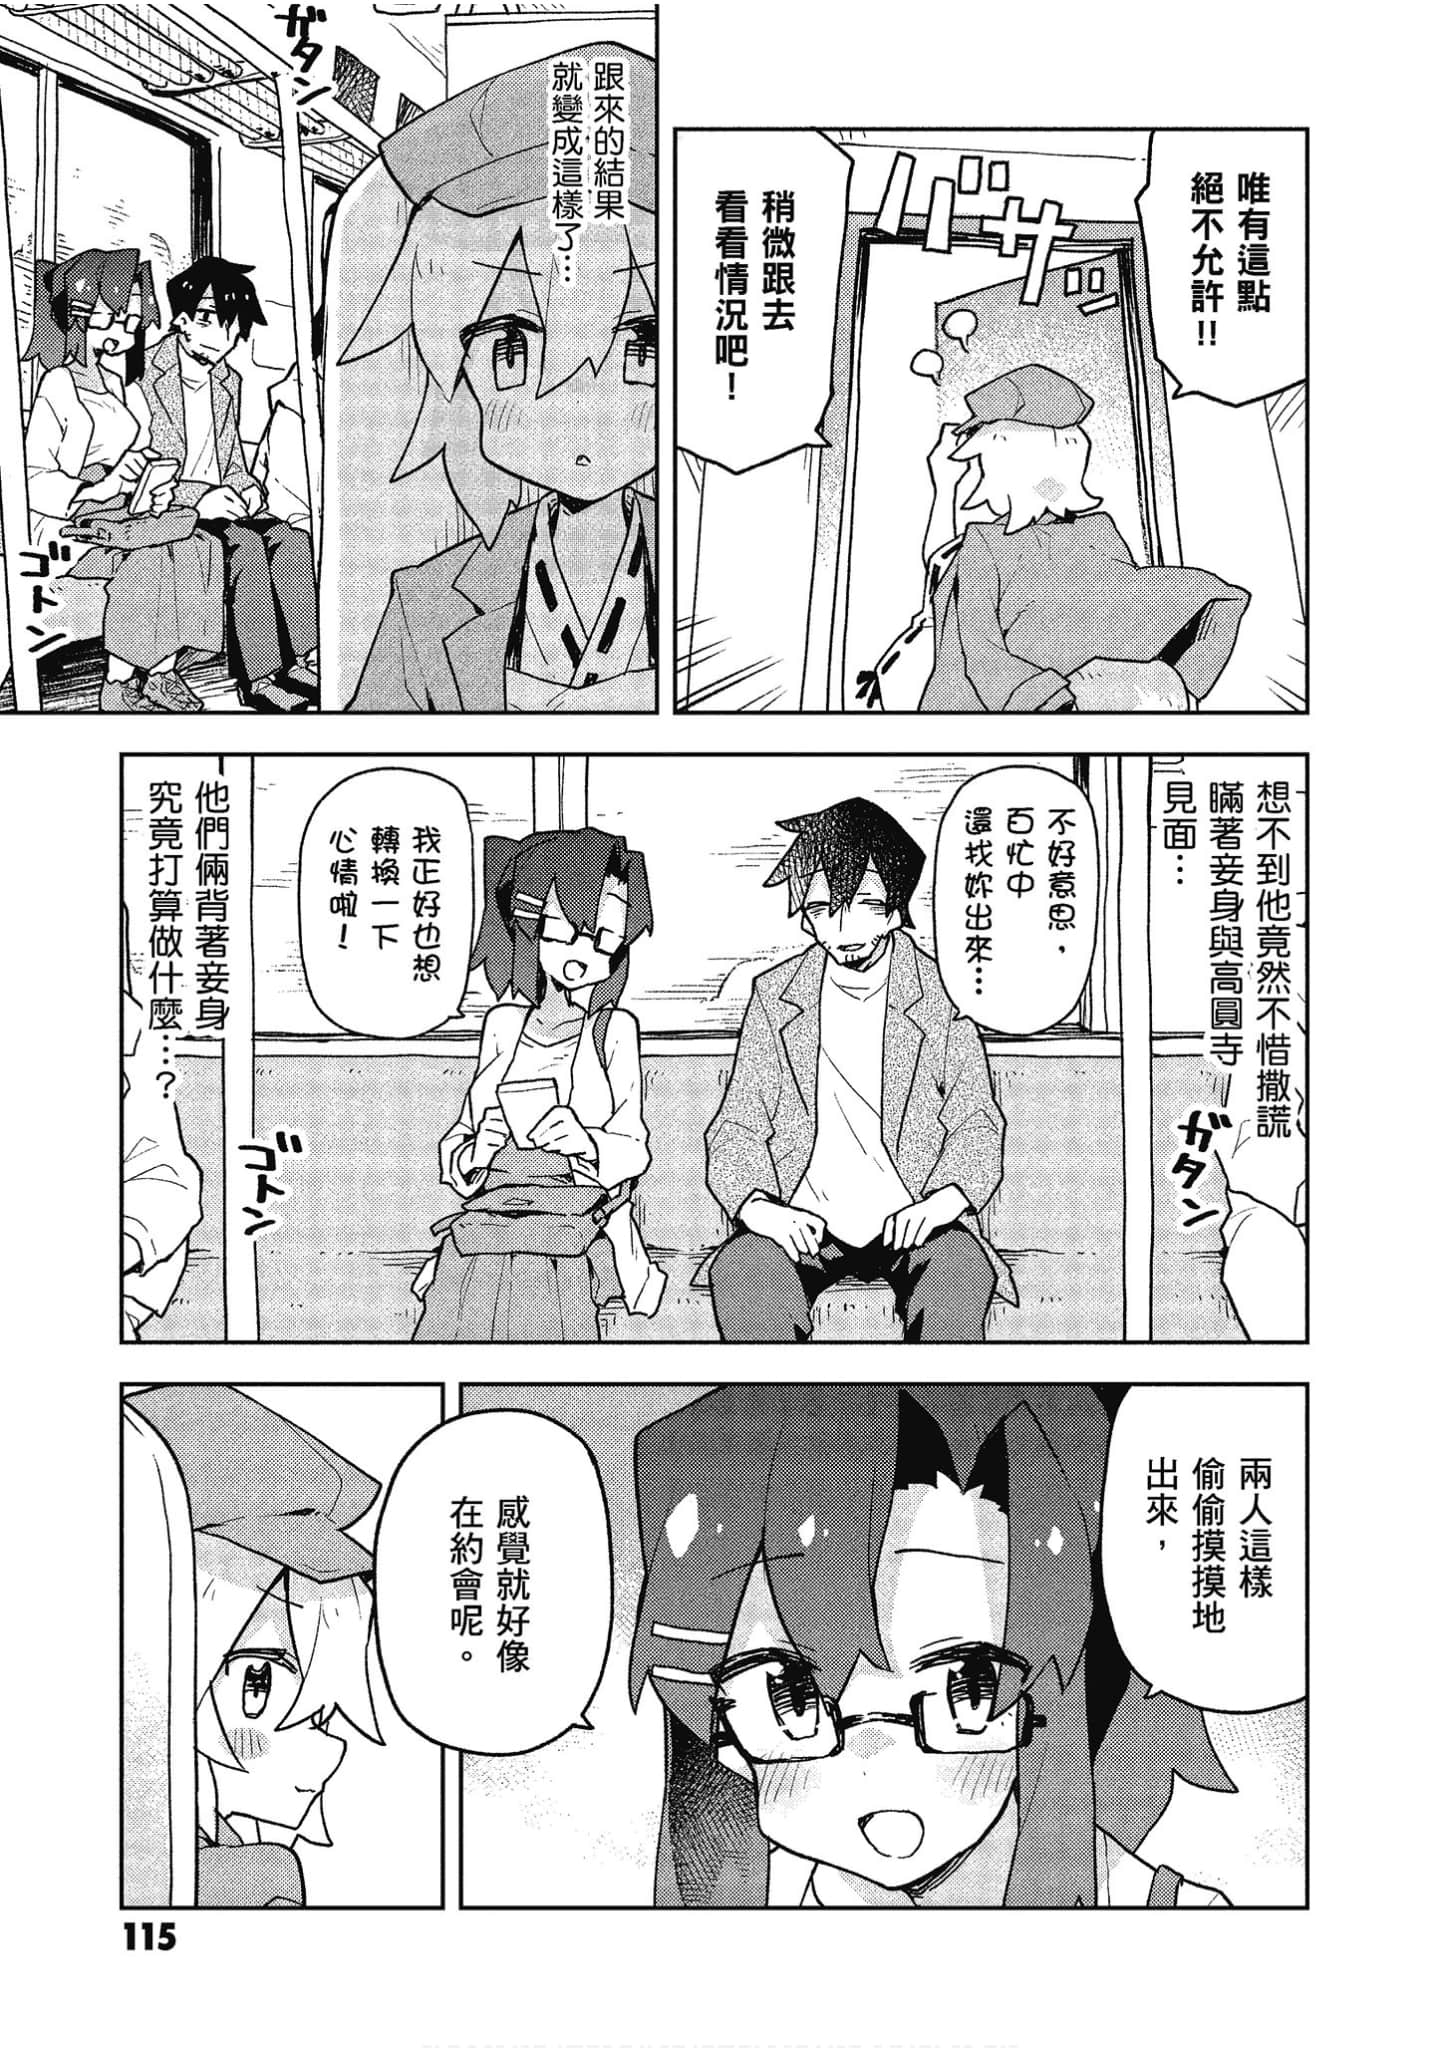 唯有這點
絕不允許!!
バサッ
稍微跟去
看看情況吧！
跟來的結果
就變成這樣了…
ガタン
ゴトン
想不到他竟然不惜撒謊
瞞著妾身與高圓寺
見面…
不好意思，
百忙中
還找妳出來…
ガタン
我正好也想
轉換一下
心情啦！
ゴトン
他們倆背著妾身
究竟打算做什麼…？
兩人這樣
偷偷摸摸地
出來，
感覺就好像
在約會呢。
115